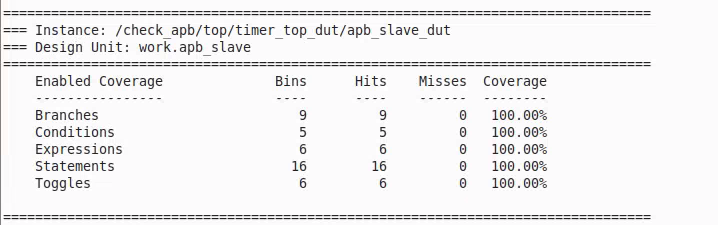 =================================================================================
=== Instance: /check_apb/top/timer_top_dut/apb_slave_dut
=== Design Unit: work.apb_slave
=================================================================================
    Enabled Coverage              Bins      Hits    Misses  Coverage
    ----------------              ----      ----    ------  --------
    Branches                         9         9         0   100.00%
    Conditions                       5         5         0   100.00%
    Expressions                      6         6         0   100.00%
    Statements                      16        16         0   100.00%
    Toggles                          6         6         0   100.00%
=================================================================================